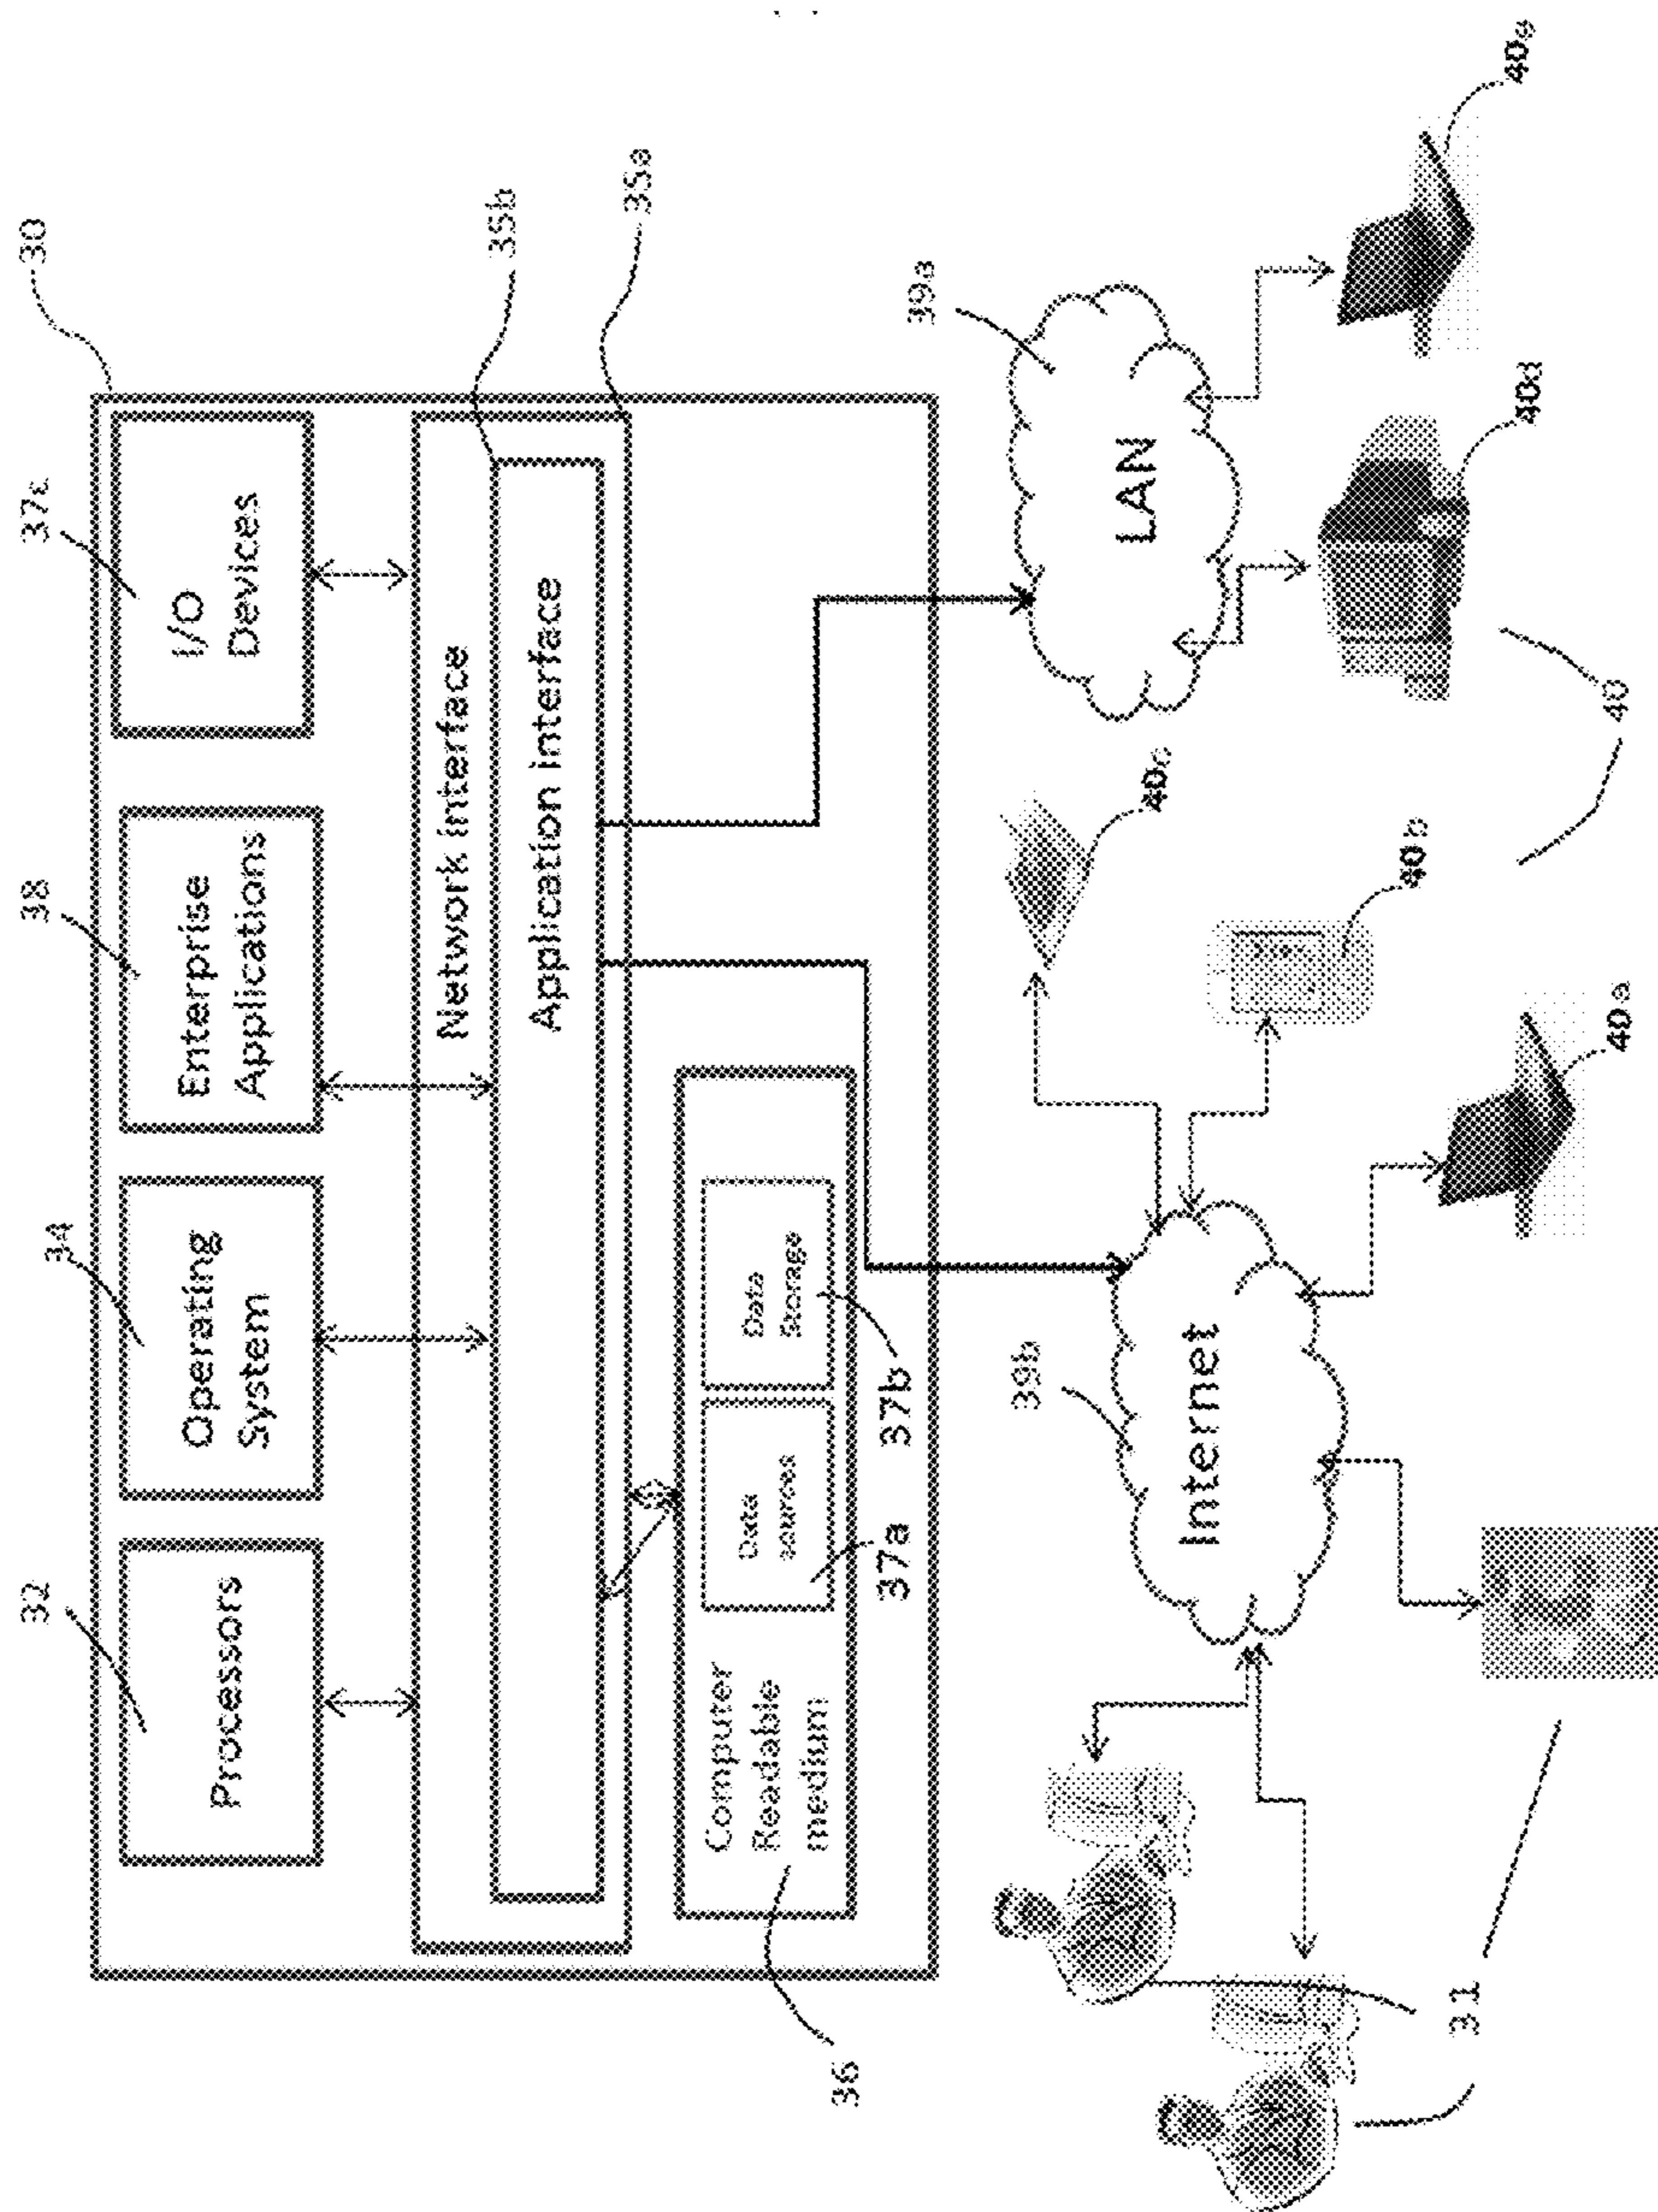 30
32
Processors
34
Operating
System
38
Enterprise
Applications
37c
I/O
Devices
Network interface
Application interface
35b
35a
36
Computer
Readable
medium
Data
sources
37a
Data
Storage
37b
39b
Internet
39a
LAN
31
40
40a
40b
40c
40d
40e